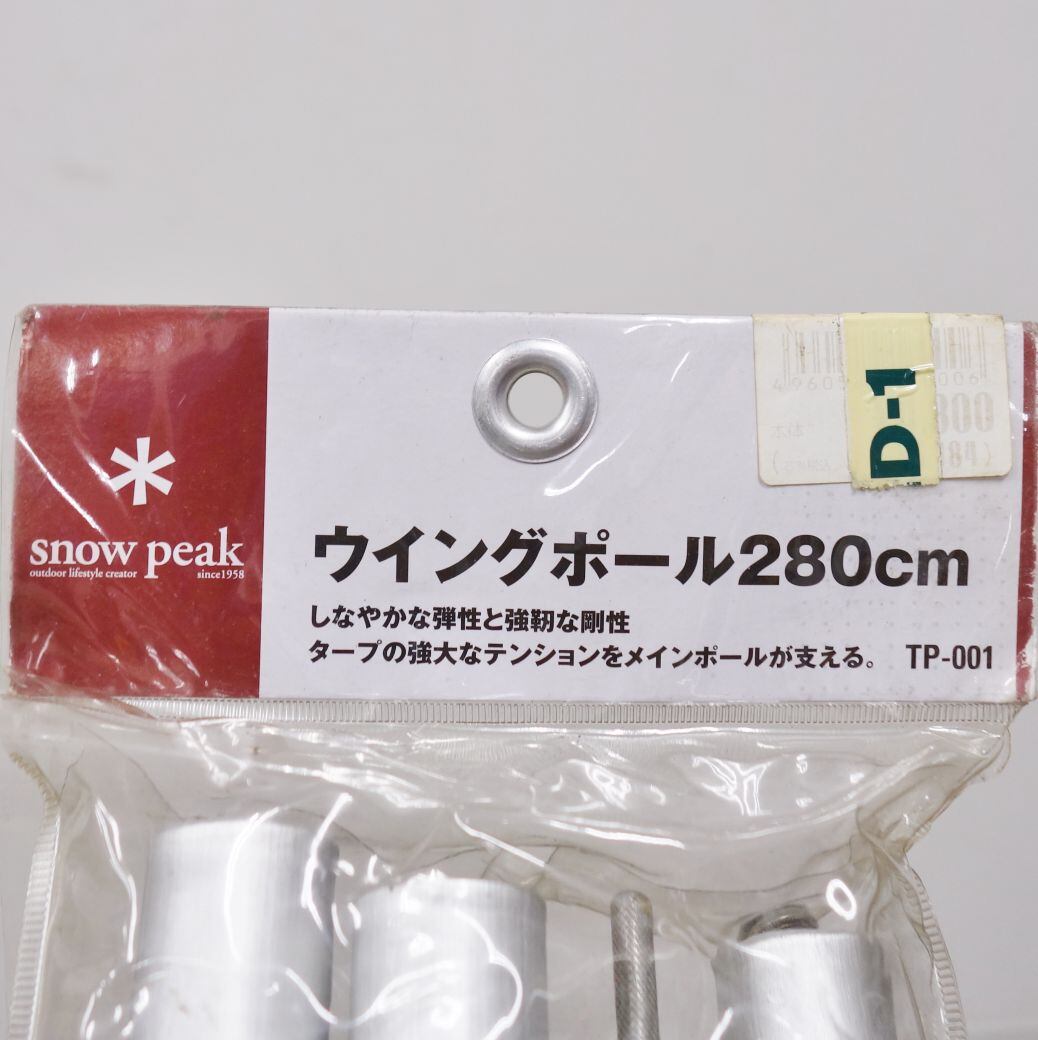 snow peak
outdoor lifestyle creator since1958
ウイングポール280cm
しなやかな弾性と強靭な剛性
タープの強大なテンションをメインポールが支える。 TP-001
D-1
本体